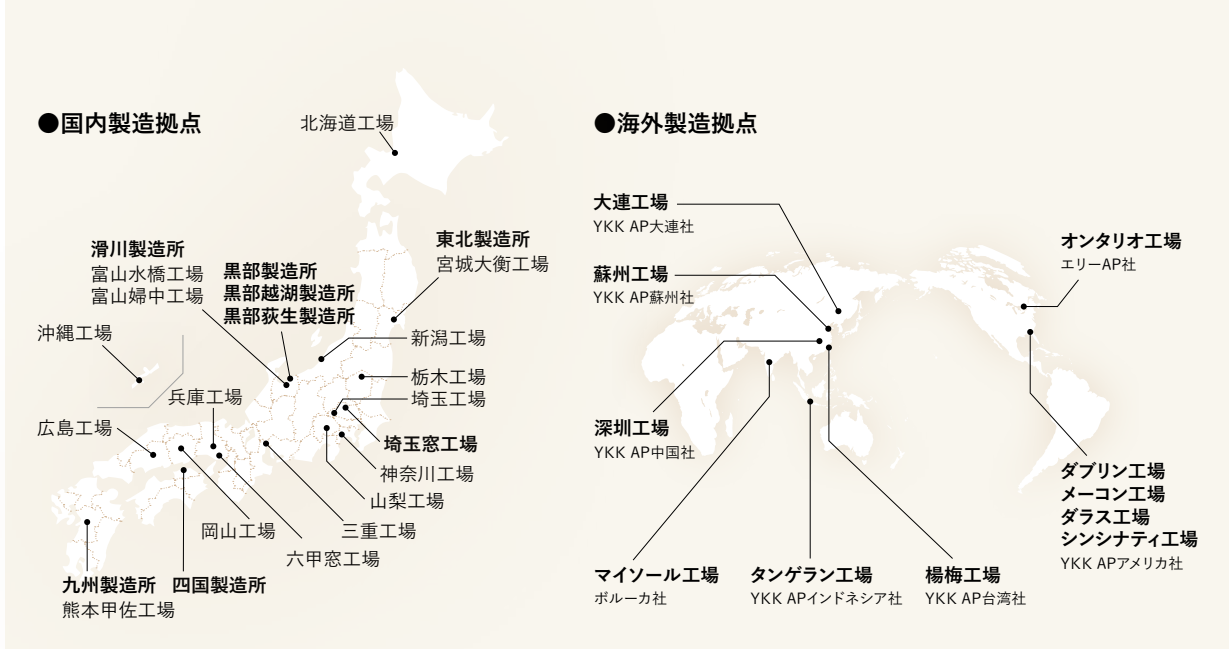 ●国内製造拠点
北海道工場
滑川製造所
富山水橋工場
富山婦中工場
黒部製造所
黒部越湖製造所
黒部荻生製造所
東北製造所
宮城大衡工場
沖縄工場
新潟工場
栃木工場
兵庫工場
埼玉工場
広島工場
埼玉窓工場
神奈川工場
山梨工場
岡山工場
三重工場
六甲窓工場
九州製造所
熊本甲佐工場
四国製造所
●海外製造拠点
大連工場
YKK AP大連社
蘇州工場
YKK AP蘇州社
オンタリオ工場
エリーAP社
深圳工場
YKK AP中国社
ダブリン工場
メーコン工場
ダラス工場
シンシナティ工場
YKK APアメリカ社
マイソール工場
ボルーカ社
タンゲラン工場
YKK APインドネシア社
楊梅工場
YKK AP台湾社